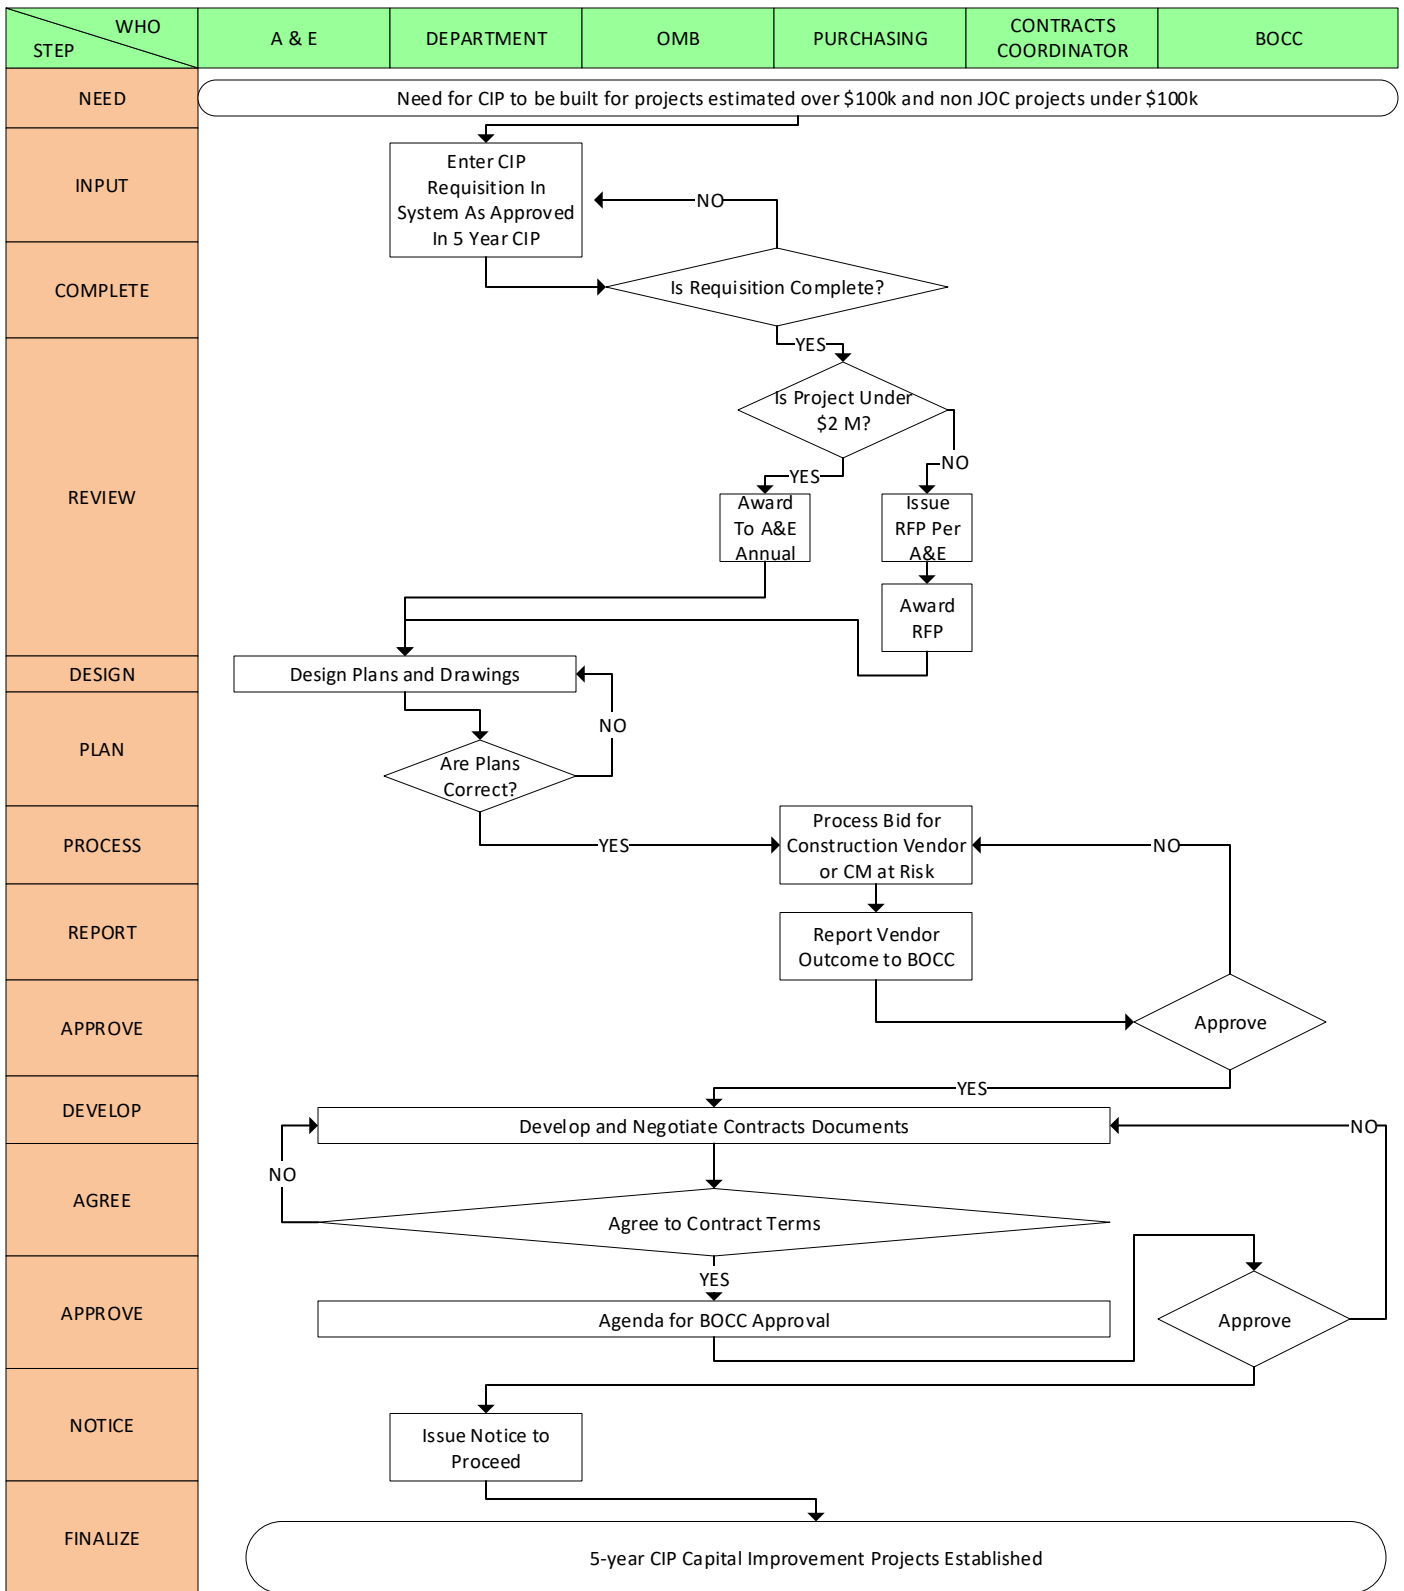 WHO
STEP
A & E
DEPARTMENT
OMB
PURCHASING
CONTRACTS
COORDINATOR
BOCC
NEED
Need for CIP to be built for projects estimated over $100k and non JOC projects under $100k
INPUT
Enter CIP
Requisition In
System As Approved
In 5 Year CIP
NO
COMPLETE
Is Requisition Complete?
YES
REVIEW
Is Project Under
$2 M?
YES
NO
Award
To A&E
Annual
Issue
RFP Per
A&E
Award
RFP
DESIGN
Design Plans and Drawings
NO
PLAN
Are Plans
Correct?
PROCESS
YES
Process Bid for
Construction Vendor
or CM at Risk
NO
REPORT
Report Vendor
Outcome to BOCC
APPROVE
Approve
YES
DEVELOP
Develop and Negotiate Contracts Documents
NO
NO
AGREE
Agree to Contract Terms
YES
APPROVE
Agenda for BOCC Approval
Approve
NOTICE
Issue Notice to
Proceed
FINALIZE
5-year CIP Capital Improvement Projects Established